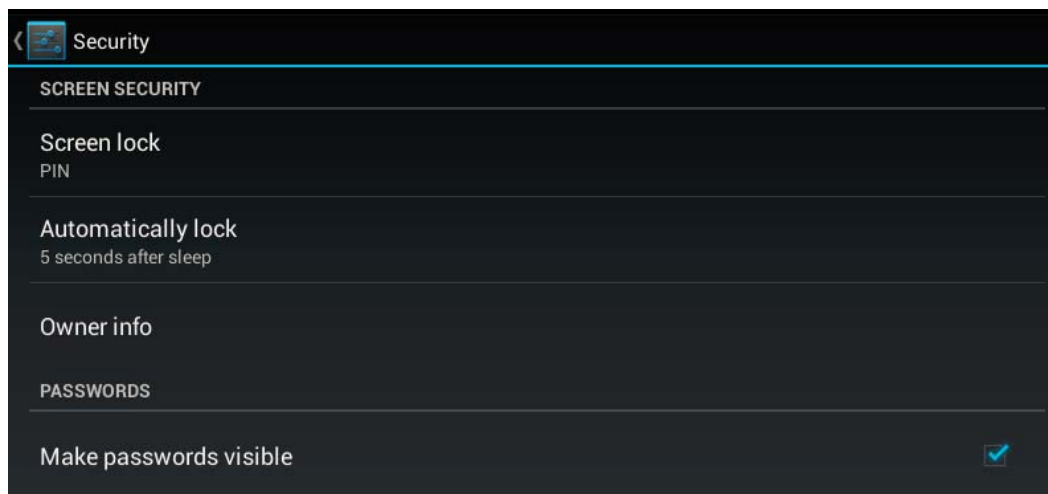 Security
SCREEN SECURITY
Screen lock
PIN
Automatically lock
5 seconds after sleep
Owner info
PASSWORDS
Make passwords visible